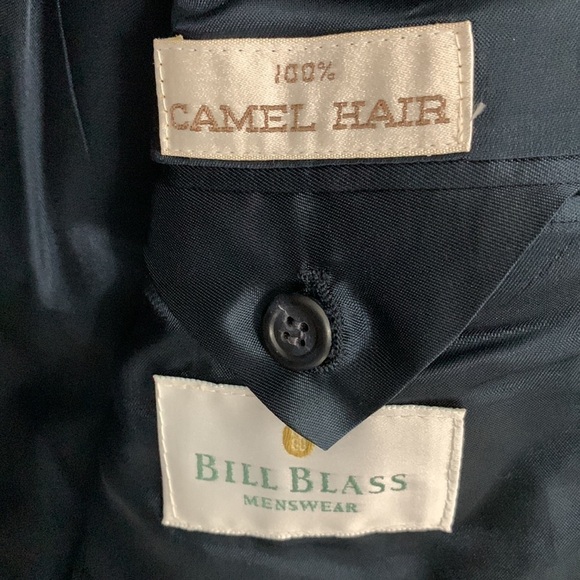 100%
CAMEL HAIR
BILL BLASS
MENSWEAR